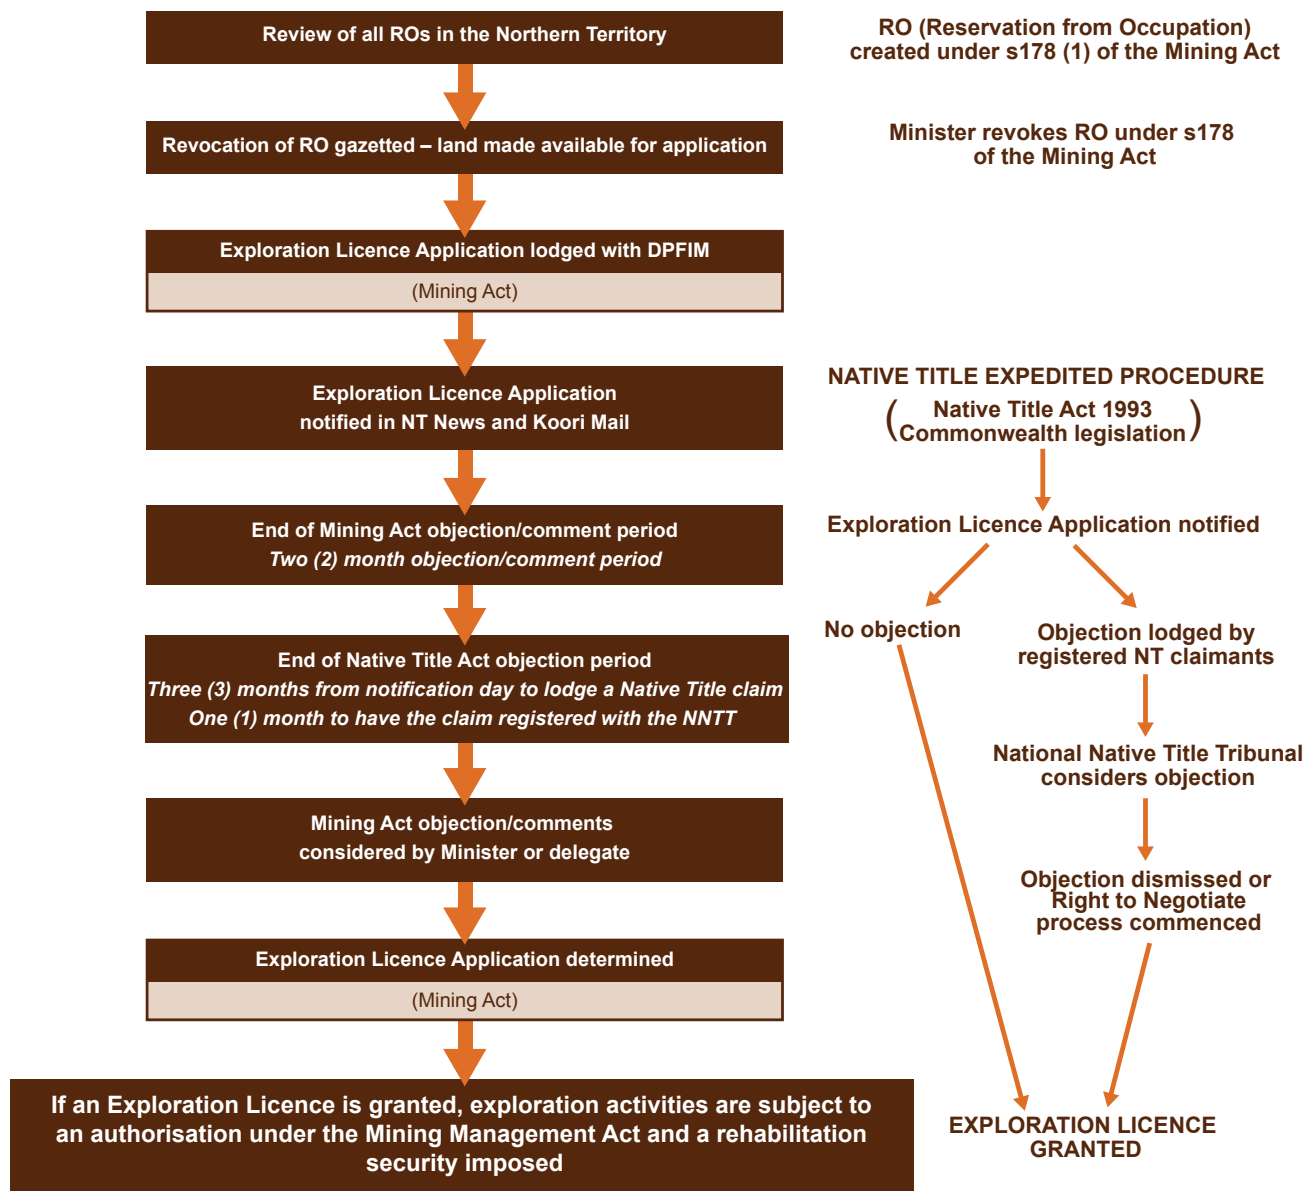 Review of all ROs in the Northern Territory
RO (Reservation from Occupation)
created under s178 (1) of the Mining Act
Revocation of RO gazetted – land made available for application
Minister revokes RO under s178
of the Mining Act
Exploration Licence Application lodged with DPFIM
(Mining Act)
Exploration Licence Application
notified in NT News and Koori Mail
End of Mining Act objection/comment period
Two (2) month objection/comment period
End of Native Title Act objection period
Three (3) months from notification day to lodge a Native Title claim
One (1) month to have the claim registered with the NNTT
Mining Act objection/comments
considered by Minister or delegate
Exploration Licence Application determined
(Mining Act)
If an Exploration Licence is granted, exploration activities are subject to
an authorisation under the Mining Management Act and a rehabilitation
security imposed
NATIVE TITLE EXPEDITED PROCEDURE
(Native Title Act 1993
Commonwealth legislation)
Exploration Licence Application notified
No objection
Objection lodged by
registered NT claimants
National Native Title Tribunal
considers objection
Objection dismissed or
Right to Negotiate
process commenced
EXPLORATION LICENCE
GRANTED